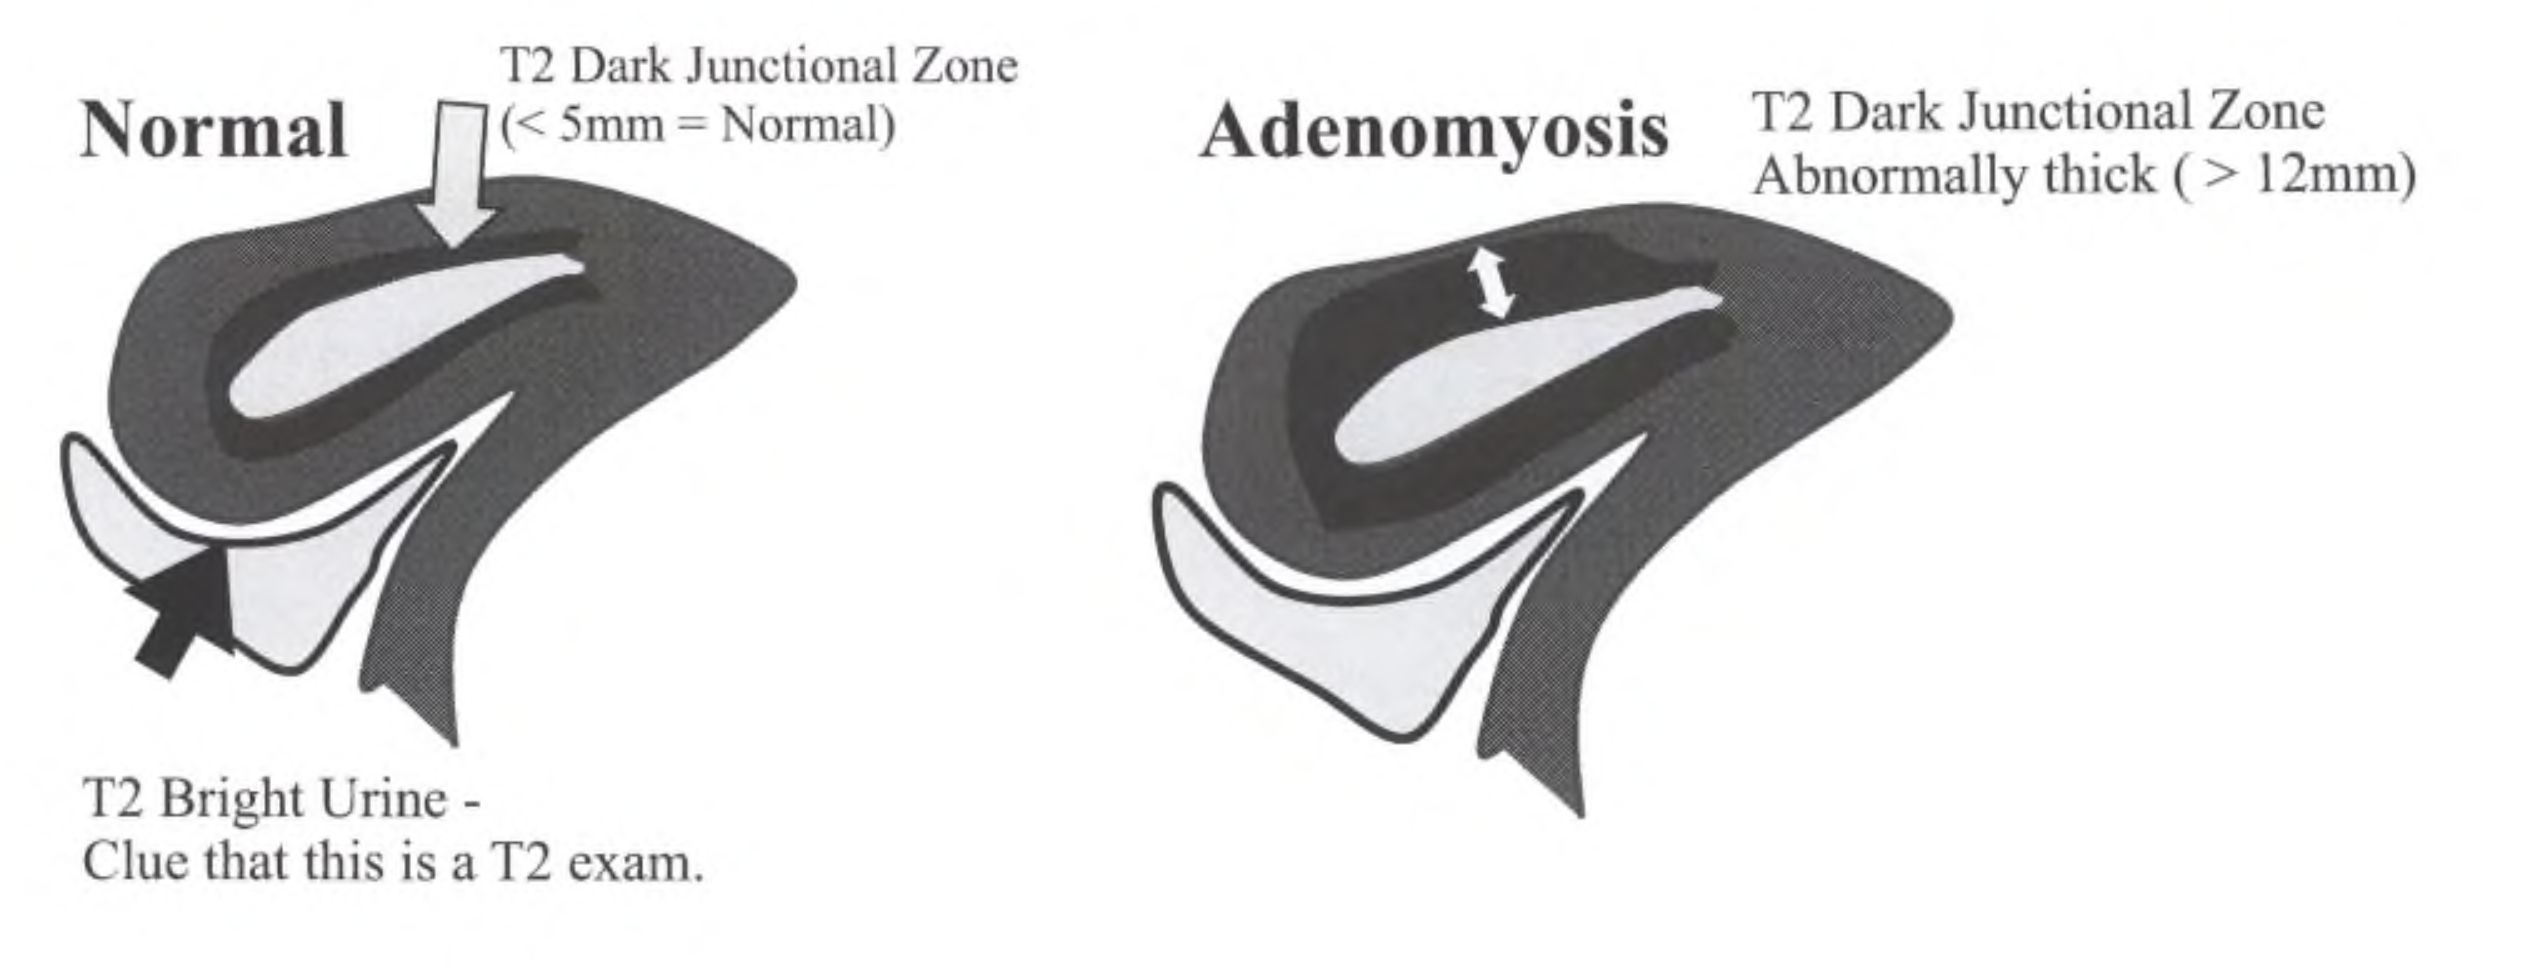 Normal
T2 Dark Junctional Zone
(< 5mm = Normal)
T2 Bright Urine -
Clue that this is a T2 exam.
Adenomyosis
T2 Dark Junctional Zone
Abnormally thick ( > 12mm)